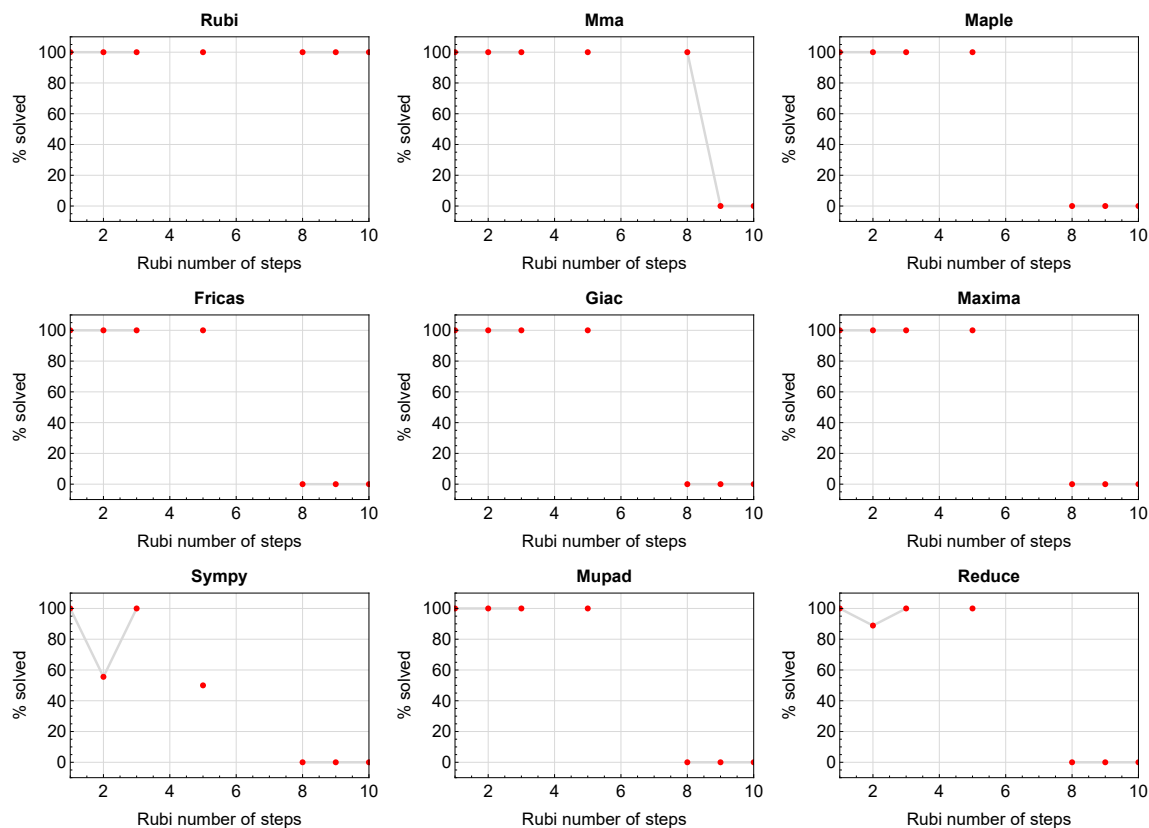 Rubi Mma Maple
100 100 100
80 80 80
60 60 60
40 40 40
20 20 20
0 0 0
% solved % solved % solved
2 4 6 8 10 2 4 6 8 10 2 4 6 8 10
Rubi number of steps Rubi number of steps Rubi number of steps
Fricas Giac Maxima
100 100 100
80 80 80
60 60 60
40 40 40
20 20 20
0 0 0
% solved % solved % solved
2 4 6 8 10 2 4 6 8 10 2 4 6 8 10
Rubi number of steps Rubi number of steps Rubi number of steps
Sympy Mupad Reduce
100 100 100
80 80 80
60 60 60
40 40 40
20 20 20
0 0 0
% solved % solved % solved
2 4 6 8 10 2 4 6 8 10 2 4 6 8 10
Rubi number of steps Rubi number of steps Rubi number of steps